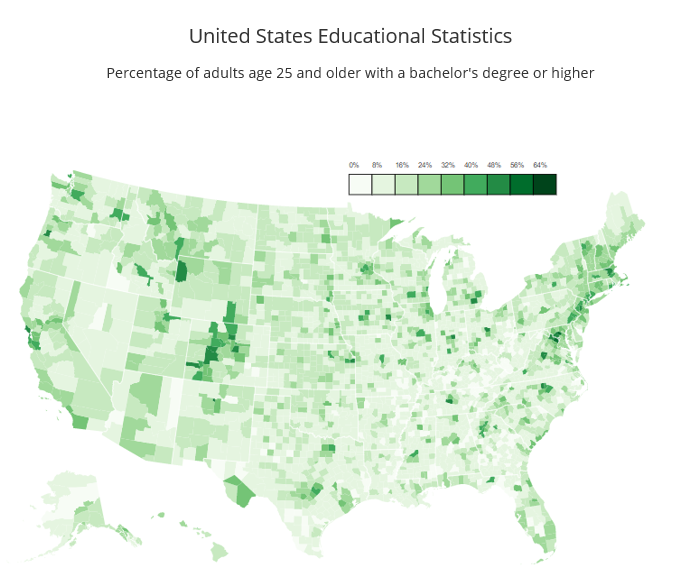 United States Educational Statistics
Percentage of adults age 25 and older with a bachelor's degree or higher
0% 8% 16% 24% 32% 40% 48% 56% 64%